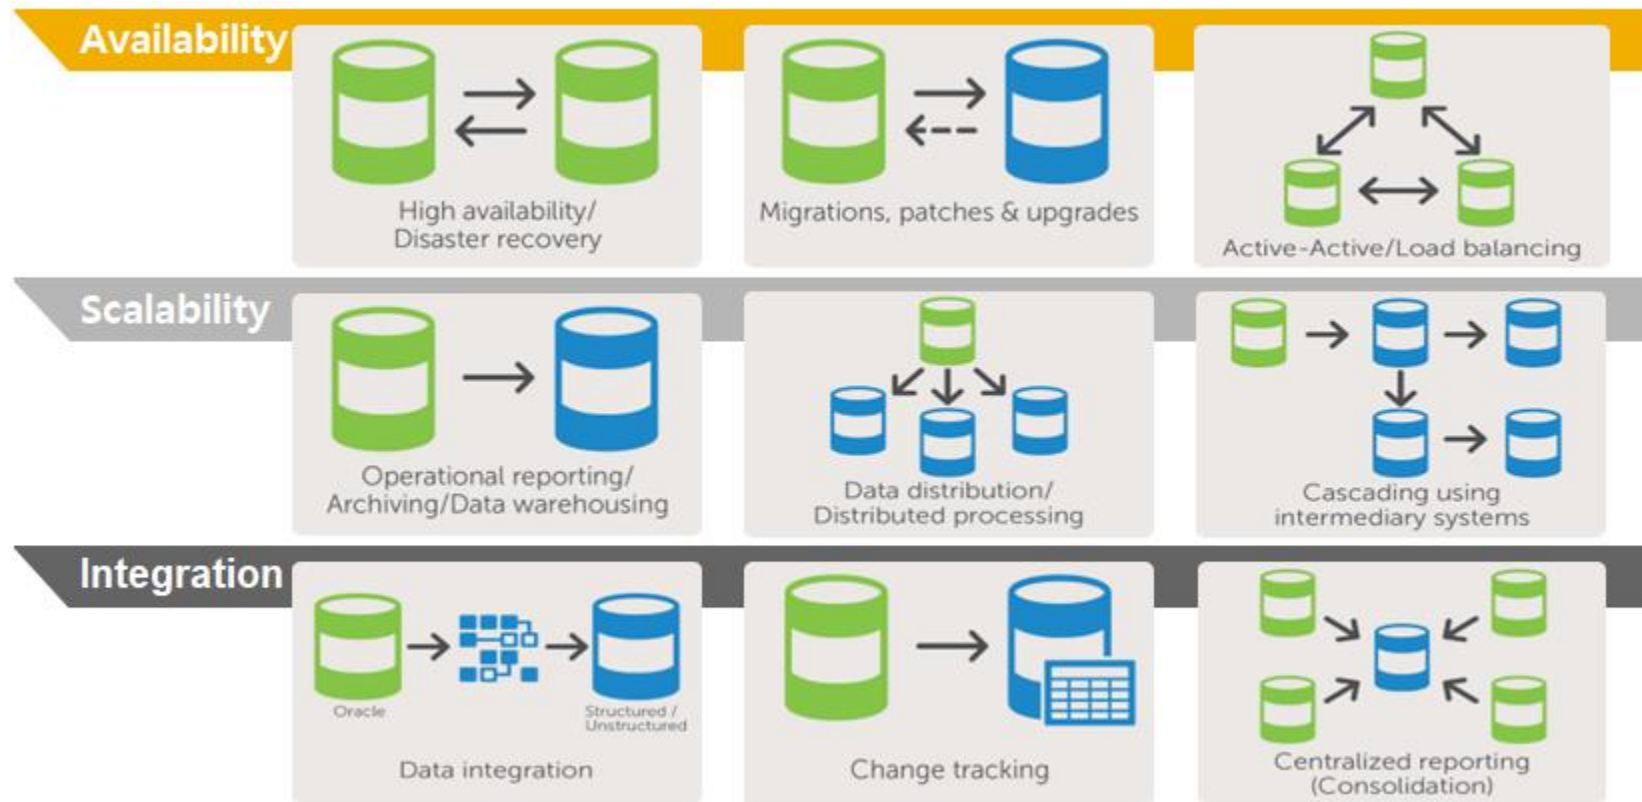 Availability
High availability/
Disaster recovery
Migrations, patches & upgrades
Active-Active/Load balancing
Scalability
Operational reporting/
Archiving/Data warehousing
Data distribution/
Distributed processing
Cascading using
intermediary systems
Integration
Oracle
Structured /
Unstructured
Data integration
Change tracking
Centralized reporting
(Consolidation)